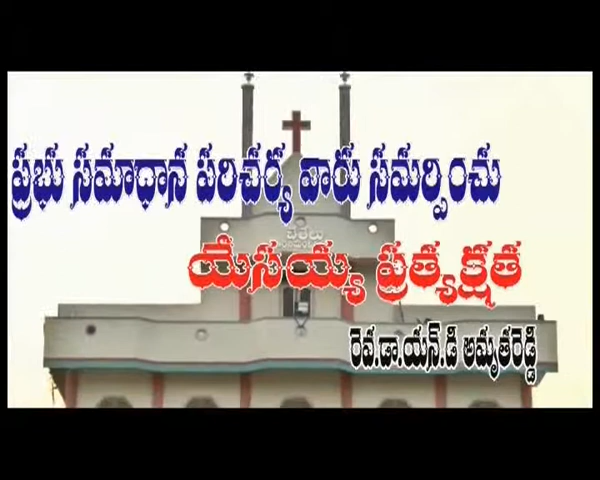 ప్రభు సమాధాన పరిచర్య వారు సమర్పించు
యేసయ్య ప్రత్యక్షత
రెవ.డా.యన్.డి అమృతరెడ్డి